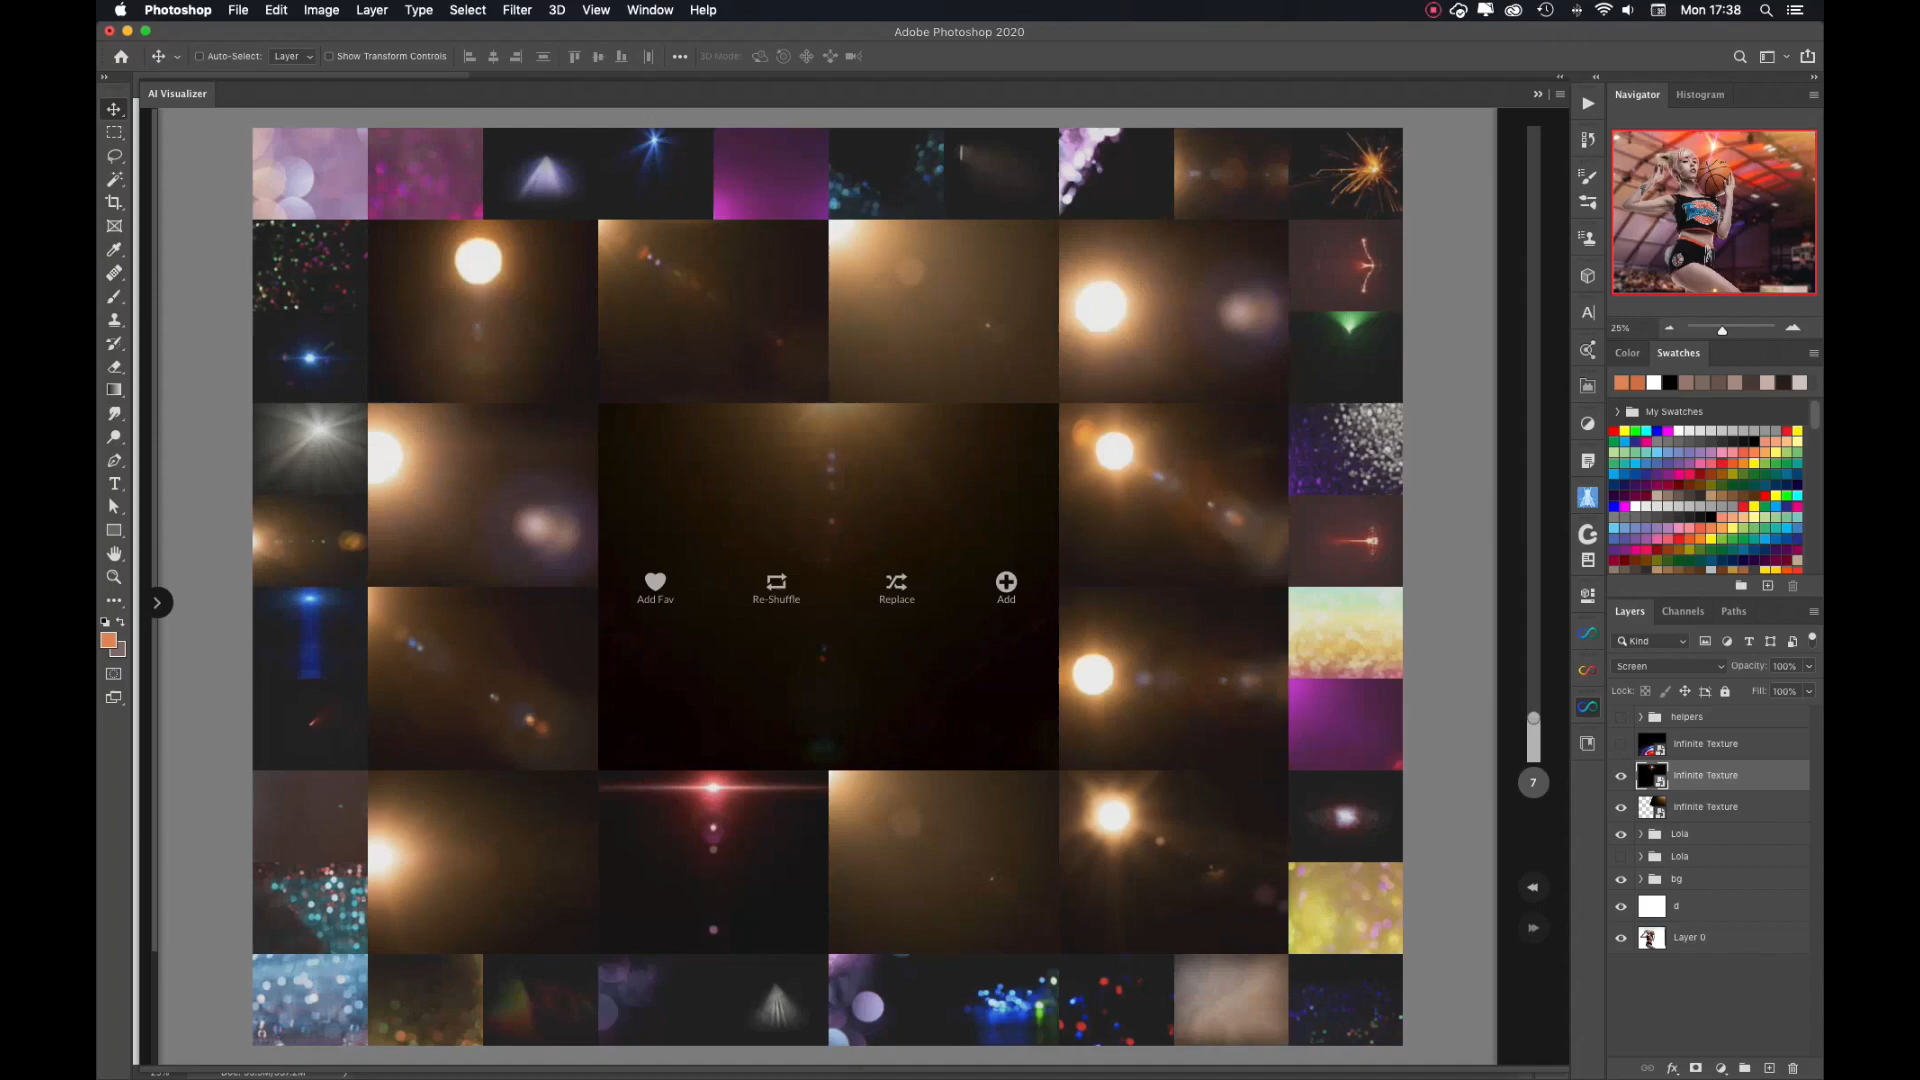 Photoshop File Edit Image Layer Type Select Filter 3D View Window Help Mon 17:38
Adobe Photoshop 2020
Auto-Select: Layer Show Transform Controls 3D Mode:
AI Visualizer
Navigator Histogram
25%
Color Swatches
My Swatches
Add Fav Re-Shuffle Replace Add
Layers Channels Paths
Kind
Screen Opacity: 100%
Lock: Fill: 100%
helpers
Infinite Texture
Infinite Texture
7
Infinite Texture
Lola
Lola
bg
d
Layer 0